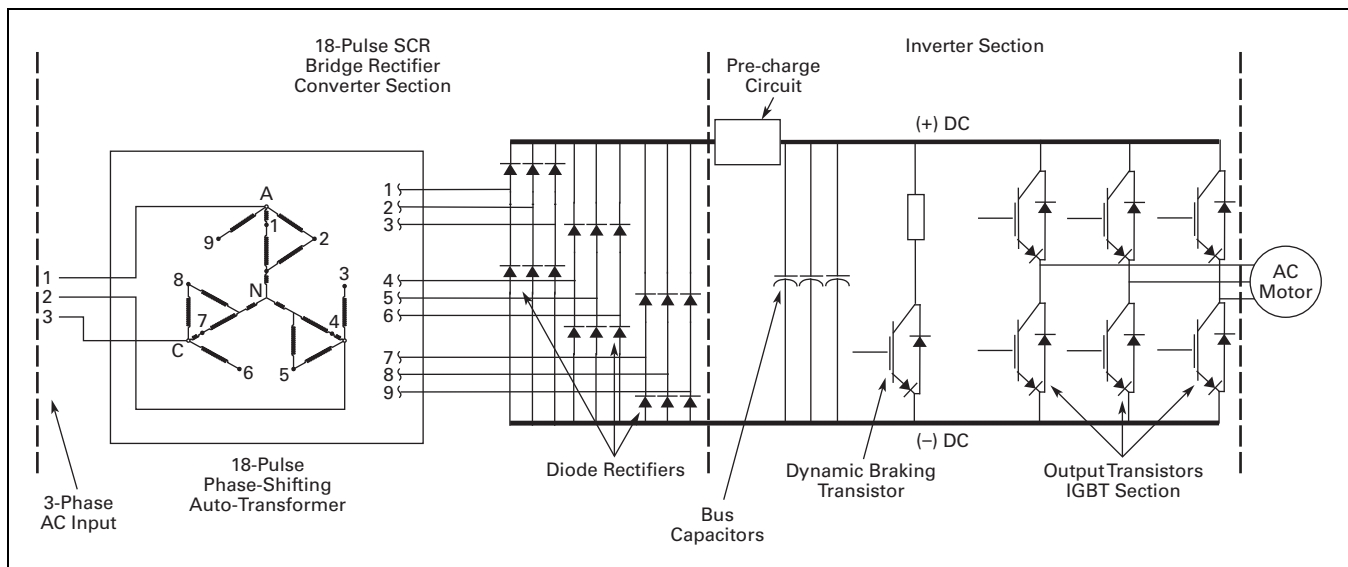 18-Pulse SCR
Bridge Rectifier
Converter Section
Inverter Section
Pre-charge
Circuit
(+) DC
A
1
2
9
1
2
3
8
3
N
7
4
C
6
5
1
2
3
4
5
6
7
8
9
AC
Motor
(−) DC
18-Pulse
Phase-Shifting
Auto-Transformer
3-Phase
AC Input
Diode Rectifiers
Bus
Capacitors
Dynamic Braking
Transistor
Output Transistors
IGBT Section